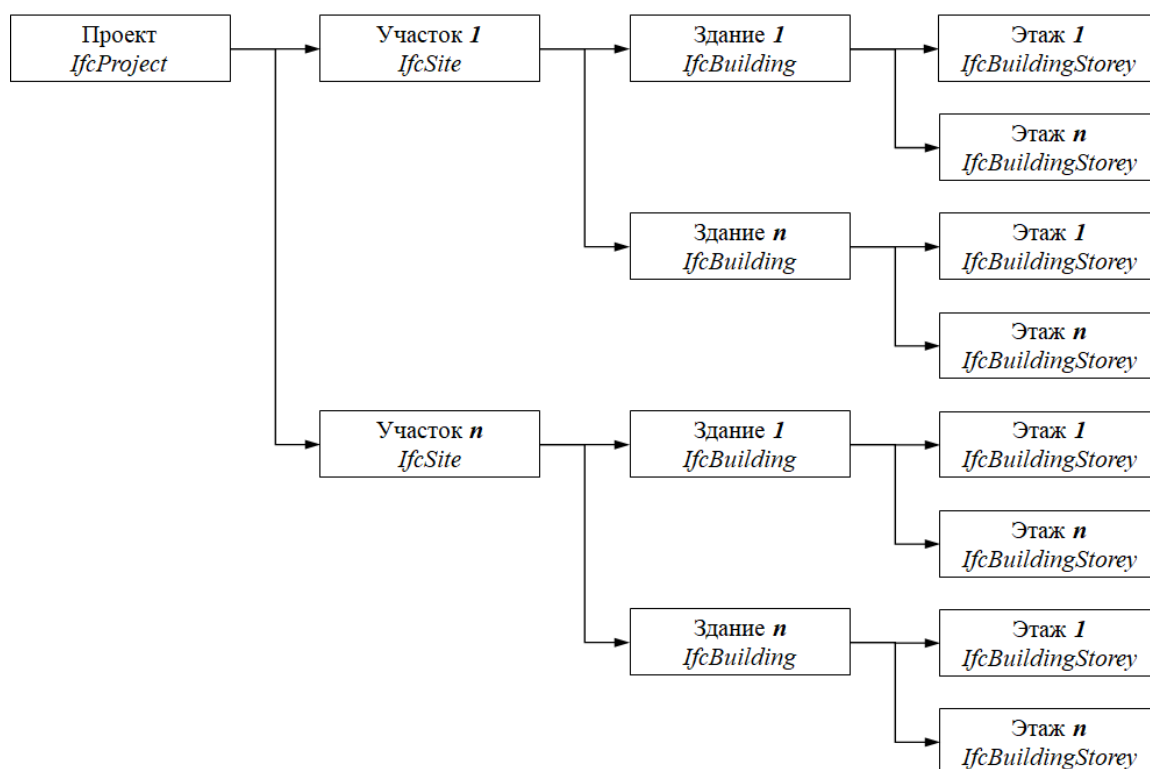 Проект
IfcProject
Участок 1
IfcSite
Здание 1
IfcBuilding
Этаж 1
IfcBuildingStorey
Этаж n
IfcBuildingStorey
Здание n
IfcBuilding
Этаж 1
IfcBuildingStorey
Этаж n
IfcBuildingStorey
Участок n
IfcSite
Здание 1
IfcBuilding
Этаж 1
IfcBuildingStorey
Этаж n
IfcBuildingStorey
Здание n
IfcBuilding
Этаж 1
IfcBuildingStorey
Этаж n
IfcBuildingStorey